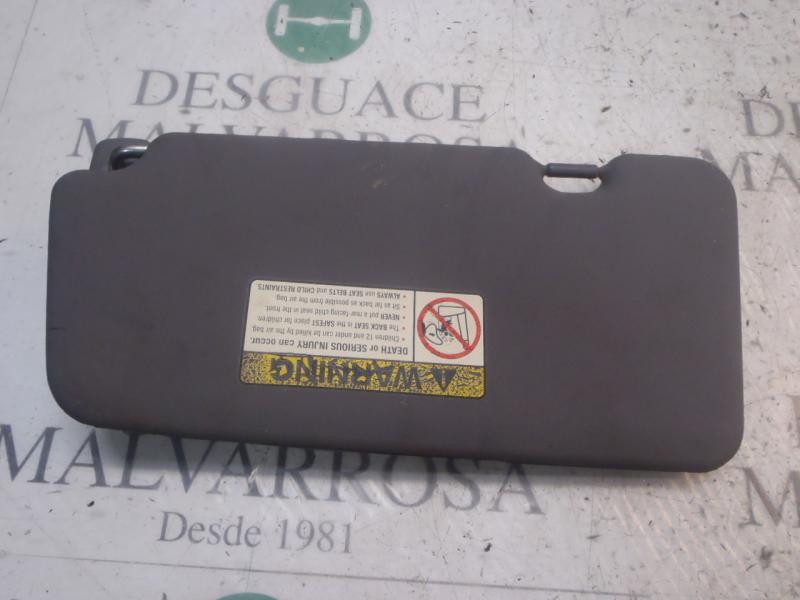 DESGUACE
MALVARROSA
WARNING
DEATH or SERIOUS INJURY can occur.
• Children 12 and under can be killed by the air bag.
• The BACK SEAT is the SAFEST place for children.
• NEVER put a rear-facing child seat in the front.
• Sit as far back as possible from the air bag.
• ALWAYS use SEAT BELTS and CHILD RESTRAINTS.
MALVARROSA
Desde 1981